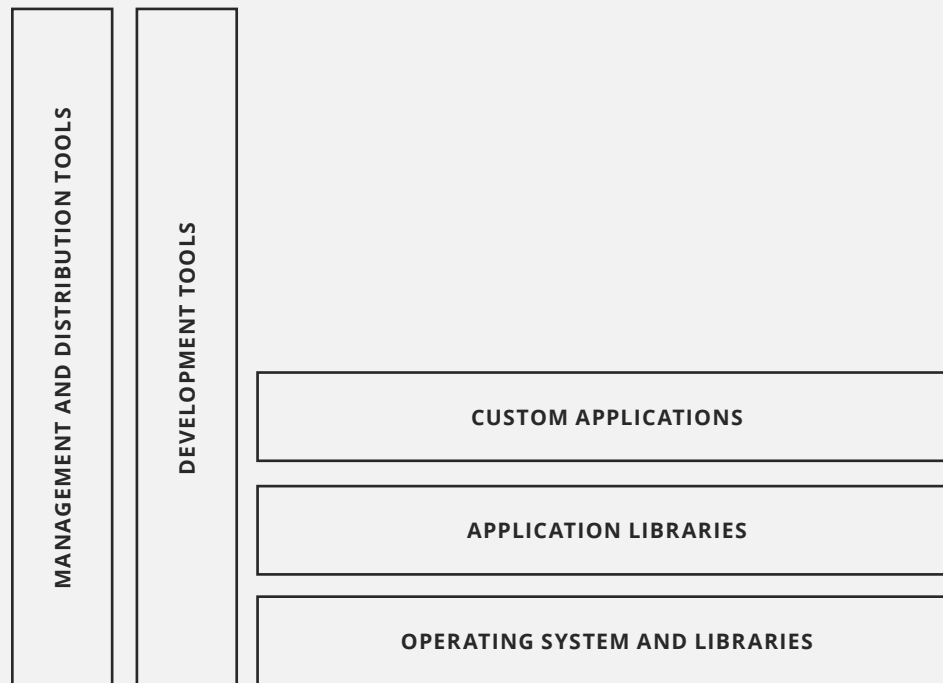 MANAGEMENT AND DISTRIBUTION TOOLS
DEVELOPMENT TOOLS
CUSTOM APPLICATIONS
APPLICATION LIBRARIES
OPERATING SYSTEM AND LIBRARIES